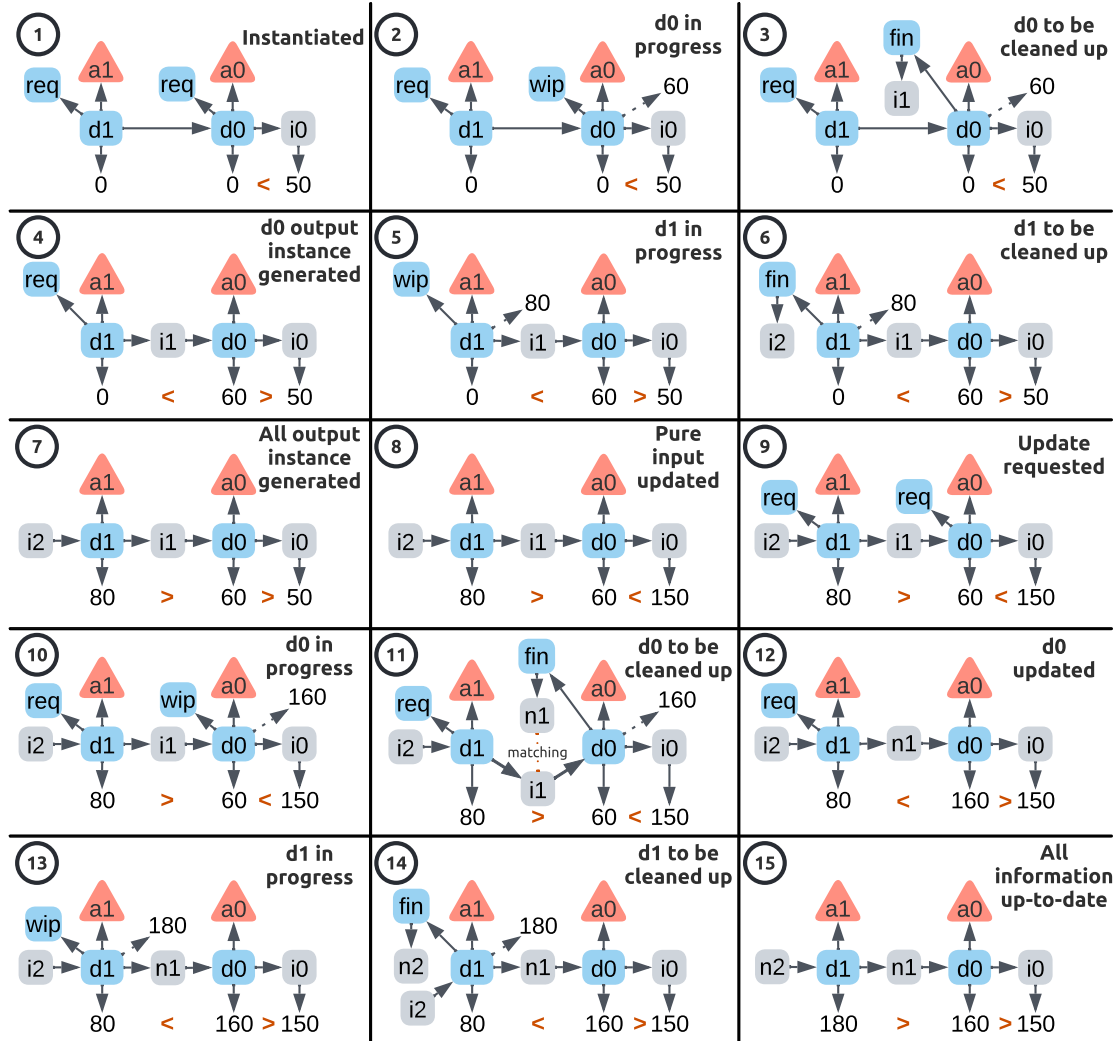 1
Instantiated
a1
a0
req
req
d1
d0
i0
0
0 < 50
2
d0 in
progress
a1
a0
req
wip
60
d1
d0
i0
0
0 < 50
3
d0 to be
cleaned up
fin
a1
a0
req
i1
60
d1
d0
i0
0
0 < 50
4
d0 output
instance
generated
req
a1
a0
d1
i1
d0
i0
0 < 60 > 50
5
d1 in
progress
wip
a1
a0
80
d1
i1
d0
i0
0 < 60 > 50
6
d1 to be
cleaned up
fin
a1
a0
80
i2
d1
i1
d0
i0
0 < 60 > 50
7
All output
instance
generated
a1
a0
i2
d1
i1
d0
i0
80 > 60 > 50
8
Pure
input
updated
a1
a0
i2
d1
i1
d0
i0
80 > 60 < 150
9
Update
requested
a1
a0
req
req
i2
d1
i1
d0
i0
80 > 60 < 150
10
d0 in
progress
a1
a0
req
wip
160
i2
d1
i1
d0
i0
80 > 60 < 150
11
d0 to be
cleaned up
fin
a1
a0
req
n1
160
i2
d1
matching
d0
i0
i1
80 > 60 < 150
12
d0
updated
a1
a0
req
i2
d1
n1
d0
i0
80 < 160 > 150
13
d1 in
progress
a1
a0
wip
180
i2
d1
n1
d0
i0
80 < 160 > 150
14
d1 to be
cleaned up
fin
a1
a0
180
n2
d1
n1
d0
i0
i2
80 < 160 > 150
15
All
information
up-to-date
a1
a0
n2
d1
n1
d0
i0
180 > 160 > 150